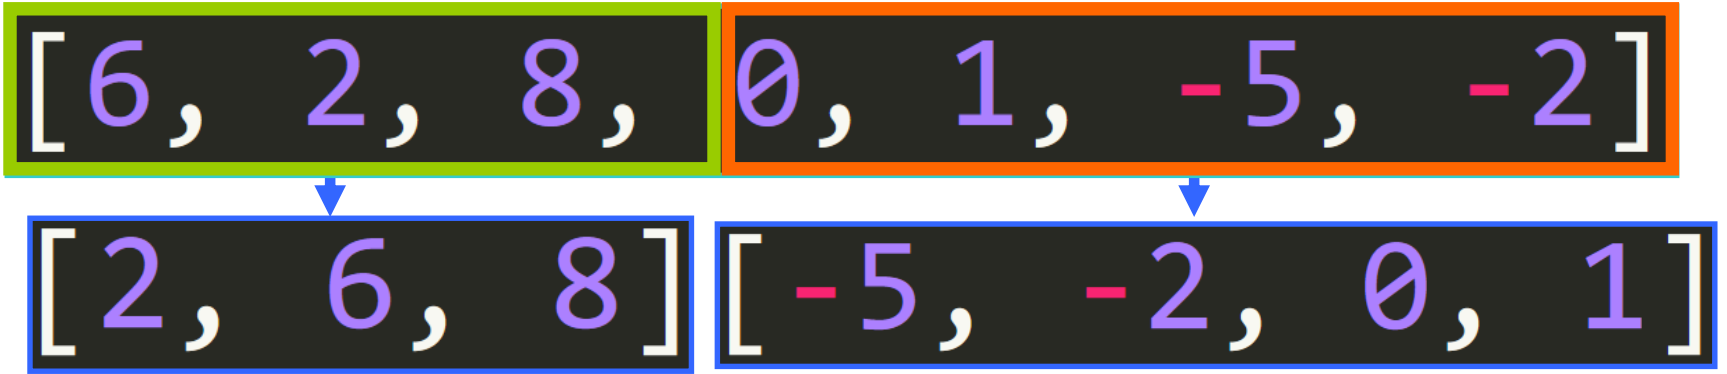 [6, 2, 8, 0, 1, -5, -2]
[2, 6, 8] [-5, -2, 0, 1]